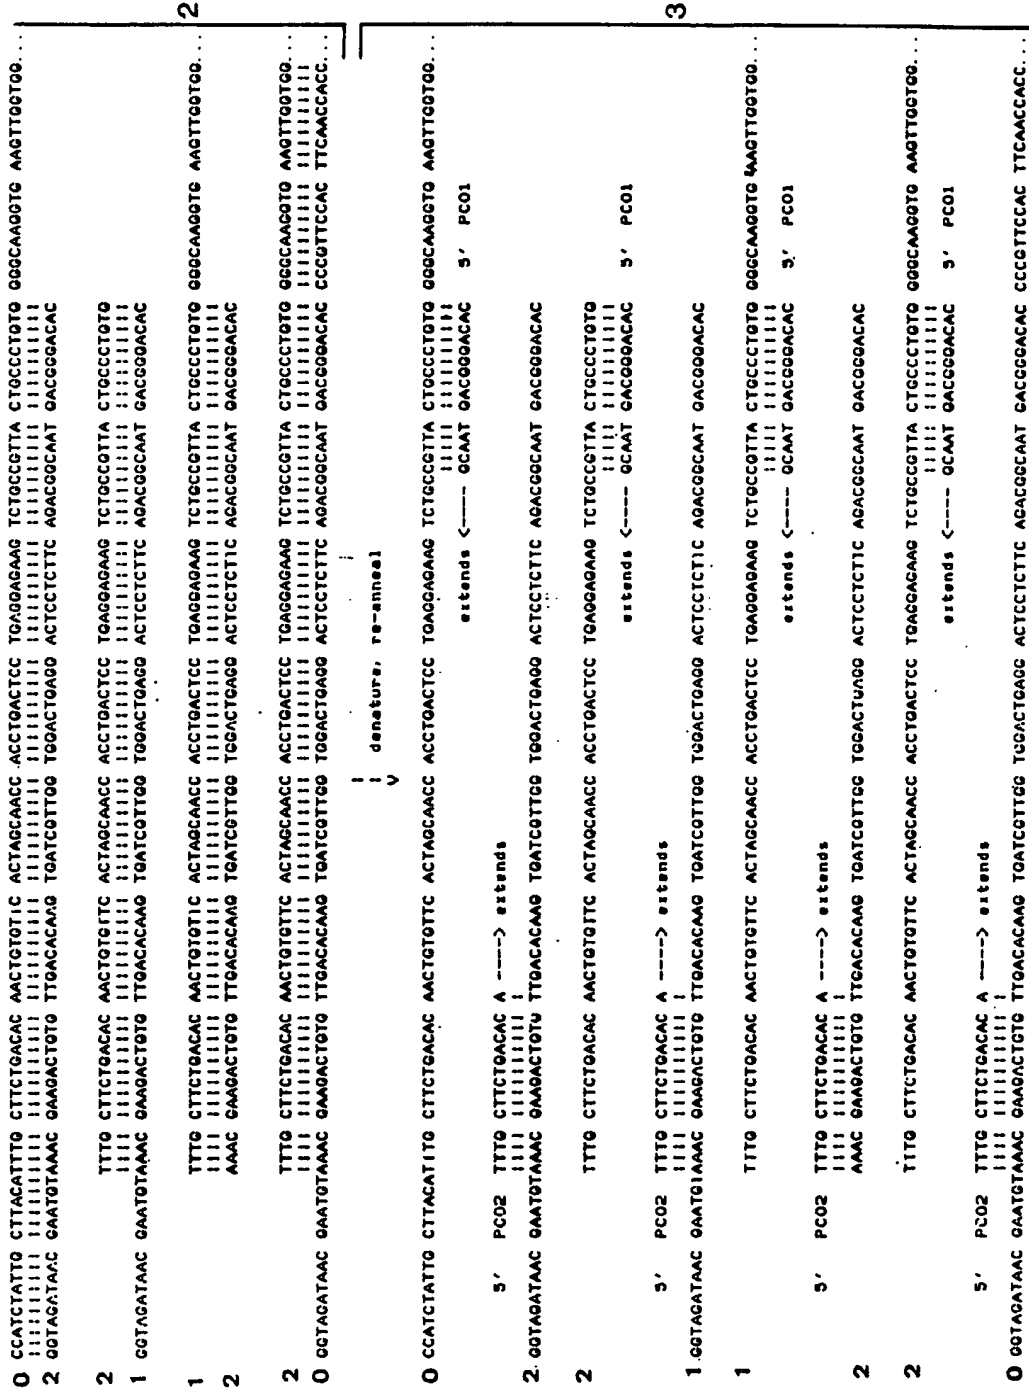 0 CCATCTATTG CTTACATTTG CTTCTGACAC AACTGTGTTC ACTAGCAACC ACCTGACTCC TGAGGAGAAG TCTGCCGTTA CTGCCCTGTG GGGCAAGGTG AAGTTGGTGG...
2 GGTAGATAAC GAATGTAAAC GAAGACTGTG TTGACACAAG TGATCGTTGG TGGACTGAGG ACTCCTCTTC AGACGGCAAT GACGGGACAC
2 TTTG CTTCTGACAC AACTGTGTTC ACTAGCAACC ACCTGACTCC TGAGGAGAAG TCTGCCGTTA CTGCCCTGTG
1 GGTAGATAAC GAATGTAAAC GAAGACTGTG TTGACACAAG TGATCGTTGG TGGACTGAGG ACTCCTCTTC AGACGGCAAT GACGGGACAC
1 TTTG CTTCTGACAC AACTGTGTTC ACTAGCAACC ACCTGACTCC TGAGGAGAAG TCTGCCGTTA CTGCCCTGTG GGGCAAGGTG AAGTTGGTGG...
2 AAAC GAAGACTGTG TTGACACAAG TGATCGTTGG TGGACTGAGG ACTCCTCTTC AGACGGCAAT GACGGGACAC
2 TTTG CTTCTGACAC AACTGTGTTC ACTAGCAACC ACCTGACTCC TGAGGAGAAG TCTGCCGTTA CTGCCCTGTG GGGCAAGGTG AAGTTGGTGG...
0 GGTAGATAAC GAATGTAAAC GAAGACTGTG TTGACACAAG TGATCGTTGG TGGACTGAGG ACTCCTCTTC AGACGGCAAT GACGGGACAC CCCGTTCCAC TTCAACCACC...
2
denature, re-anneal
0 CCATCTATTG CTTACATTTG CTTCTGACAC AACTGTGTTC ACTAGCAACC ACCTGACTCC TGAGGAGAAG TCTGCCGTTA CTGCCCTGTG GGGCAAGGTG AAGTTGGTGG...
extends <---- GCAAT GACGGGACAC 5' PCO1
5' PCO2 TTTG CTTCTGACAC A ----> extends
2 GGTAGATAAC GAATGTAAAC GAAGACTGTG TTGACACAAG TGATCGTTGG TGGACTGAGG ACTCCTCTTC AGACGGCAAT GACGGGACAC
2 TTTG CTTCTGACAC AACTGTGTTC ACTAGCAACC ACCTGACTCC TGAGGAGAAG TCTGCCGTTA CTGCCCTGTG
extends <---- GCAAT GACGGGACAC 5' PCO1
5' PCO2 TTTG CTTCTGACAC A ----> extends
1 GGTAGATAAC GAATGTAAAC GAAGACTGTG TTGACACAAG TGATCGTTGG TGGACTGAGG ACTCCTCTTC AGACGGCAAT GACGGGACAC
1 TTTG CTTCTGACAC AACTGTGTTC ACTAGCAACC ACCTGACTCC TGAGGAGAAG TCTGCCGTTA CTGCCCTGTG GGGCAAGGTG AAGTTGGTGG...
extends <---- GCAAT GACGGGACAC 5' PCO1
5' PCO2 TTTG CTTCTGACAC A ----> extends
2 AAAC GAAGACTGTG TTGACACAAG TGATCGTTGG TGGACTGAGG ACTCCTCTTC AGACGGCAAT GACGGGACAC
2 TTTG CTTCTGACAC AACTGTGTTC ACTAGCAACC ACCTGACTCC TGAGGAGAAG TCTGCCGTTA CTGCCCTGTG GGGCAAGGTG AAGTTGGTGG...
extends <---- GCAAT GACGGGACAC 5' PCO1
5' PCO2 TTTG CTTCTGACAC A ----> extends
0 GGTAGATAAC GAATGTAAAC GAAGACTGTG TTGACACAAG TGATCGTTGG TGGACTGAGG ACTCCTCTTC AGACGGCAAT GACGGGACAC CCCGTTCCAC TTCAACCACC...
3